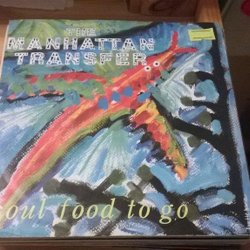 THE
MANHATTAN
TRANSFER
soul food to go